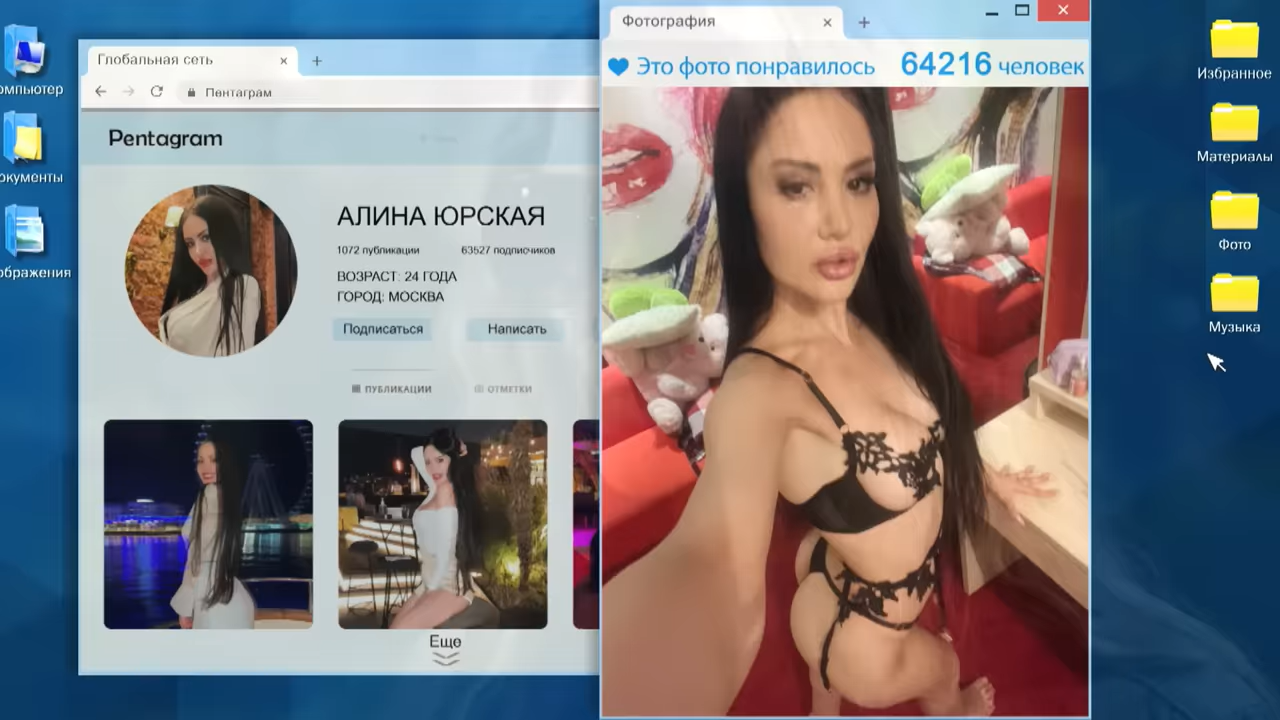 Глобальная сеть
Пентаграм
Pentagram
АЛИНА ЮРСКАЯ
1072 публикации
63527 подписчиков
ВОЗРАСТ: 24 ГОДА
ГОРОД: МОСКВА
Подписаться
Написать
ПУБЛИКАЦИИ
ОТМЕТКИ
Еще
Фотография
Это фото понравилось 64216 человек
омпьютер
окументы
ображения
Избранное
Материалы
Фото
Музыка